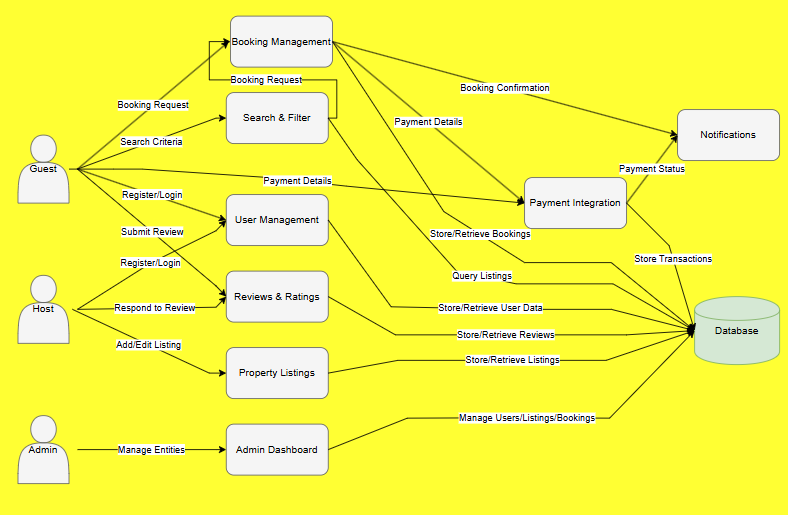 Booking Management
Booking Request
Booking Confirmation
Booking Request
Search & Filter
Payment Details
Search Criteria
Notifications
Guest
Payment Status
Payment Details
Register/Login
Payment Integration
User Management
Submit Review
Store/Retrieve Bookings
Register/Login
Store Transactions
Query Listings
Reviews & Ratings
Host
Respond to Review
Store/Retrieve User Data
Store/Retrieve Reviews
Database
Add/Edit Listing
Store/Retrieve Listings
Property Listings
Manage Users/Listings/Bookings
Admin
Manage Entities
Admin Dashboard